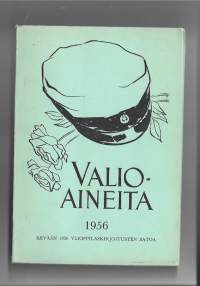 VALIO-
AINEITA
1956
KEVÄÄN 1956 YLIOPPILASKIRJOITUSTEN SATOA